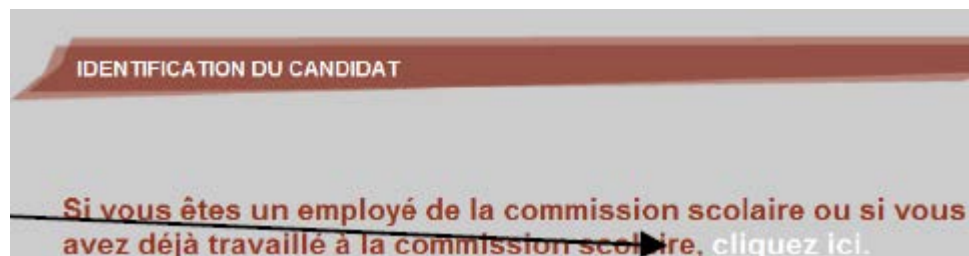 IDENTIFICATION DU CANDIDAT
Si vous êtes un employé de la commission scolaire ou si vous
avez déjà travaillé à la commission scolaire, cliquez ici.